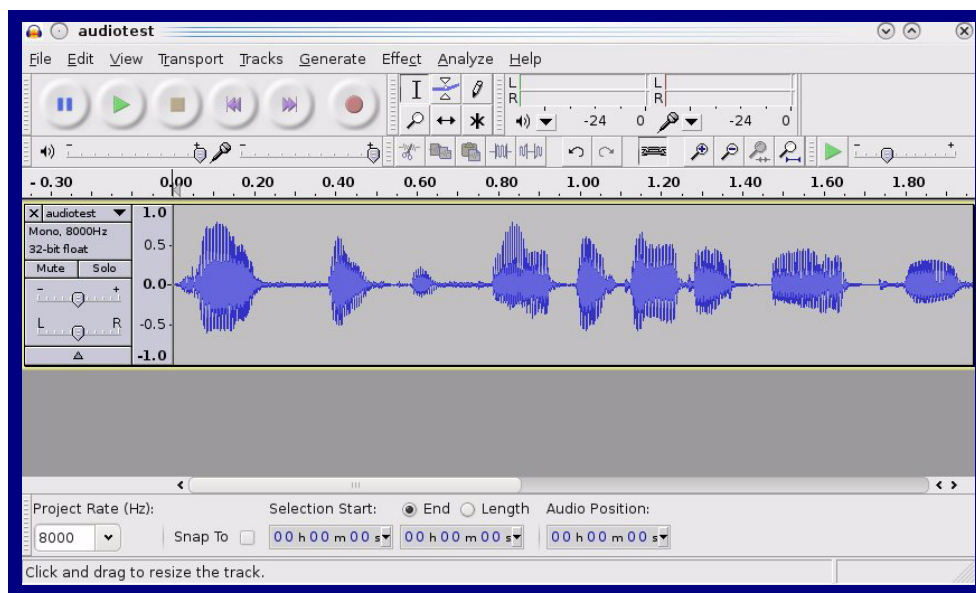 audiotest
File Edit View Transport Tracks Generate Effect Analyze Help
L L
R R
-24 0 -24 0
- 0.30 0.00 0.20 0.40 0.60 0.80 1.00 1.20 1.40 1.60 1.80
X audiotest 1.0
Mono, 8000Hz
32-bit float 0.5
Mute Solo
- + 0.0
L R -0.5
-1.0
Project Rate (Hz): Selection Start: End Length Audio Position:
8000 Snap To 00 h 00 m 00 s 00 h 00 m 00 s 00 h 00 m 00 s
Click and drag to resize the track.